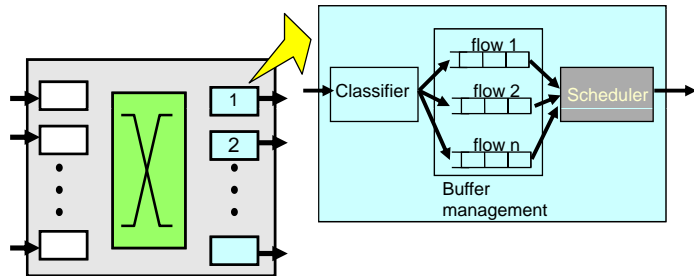 1
2
Classifier
flow 1
flow 2
flow n
Buffer
management
Scheduler